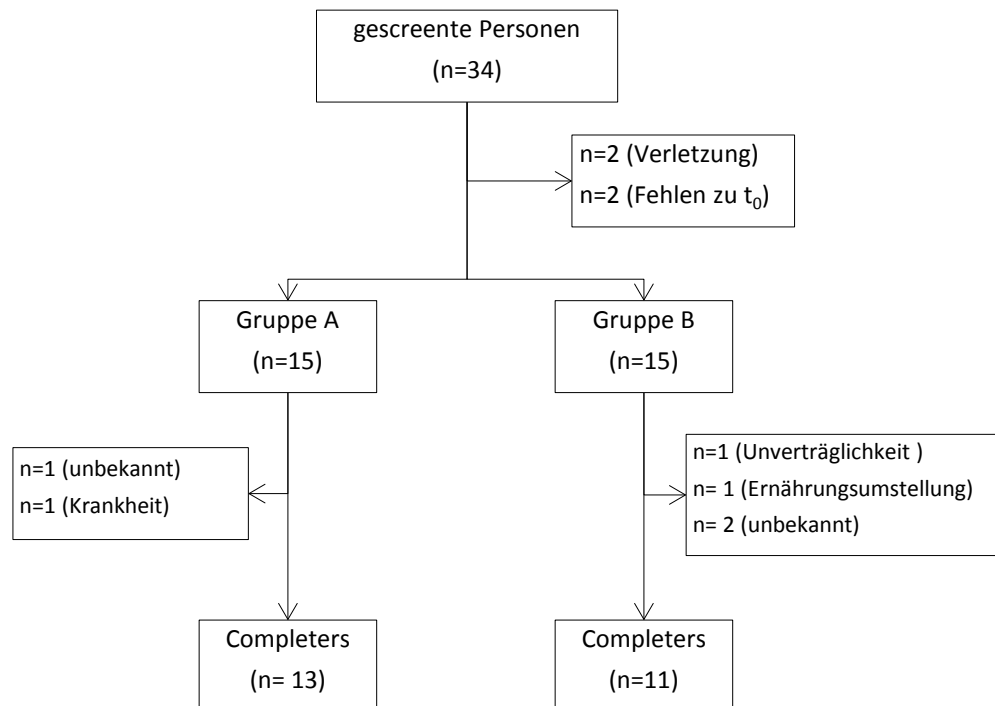 gescreente Personen
(n=34)
n=2 (Verletzung)
n=2 (Fehlen zu t₀)
Gruppe A
(n=15)
Gruppe B
(n=15)
n=1 (unbekannt)
n=1 (Krankheit)
n=1 (Unverträglichkeit )
n= 1 (Ernährungsumstellung)
n= 2 (unbekannt)
Completers
(n= 13)
Completers
(n=11)